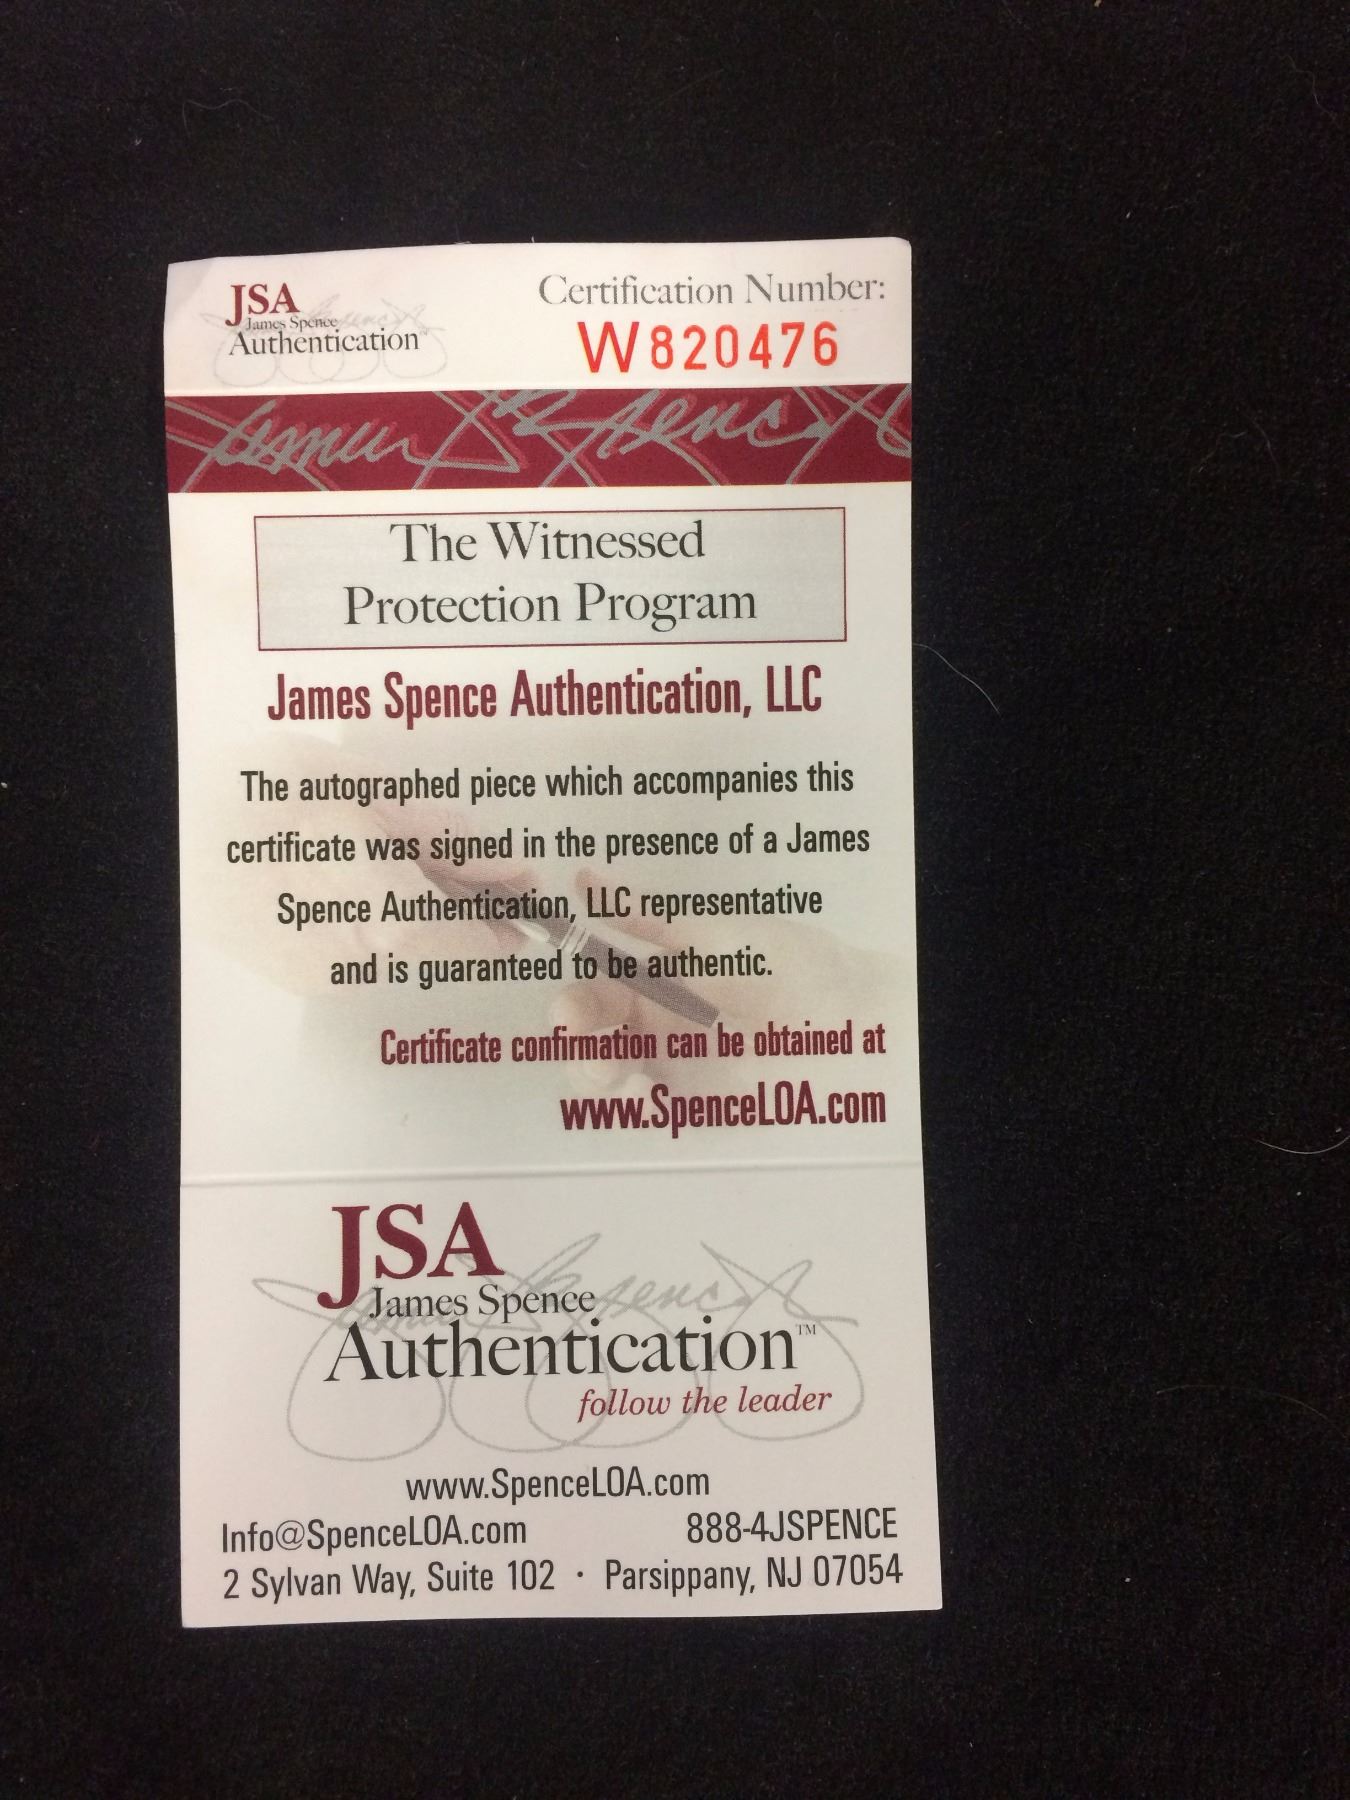 JSA
James Spence
Authentication™
Certification Number:
W820476
The Witnessed
Protection Program
James Spence Authentication, LLC
The autographed piece which accompanies this
certificate was signed in the presence of a James
Spence Authentication, LLC representative
and is guaranteed to be authentic.
Certificate confirmation can be obtained at
www.SpenceLOA.com
JSA
James Spence
Authentication™
follow the leader
www.SpenceLOA.com
Info@SpenceLOA.com 888-4JSPENCE
2 Sylvan Way, Suite 102 · Parsippany, NJ 07054